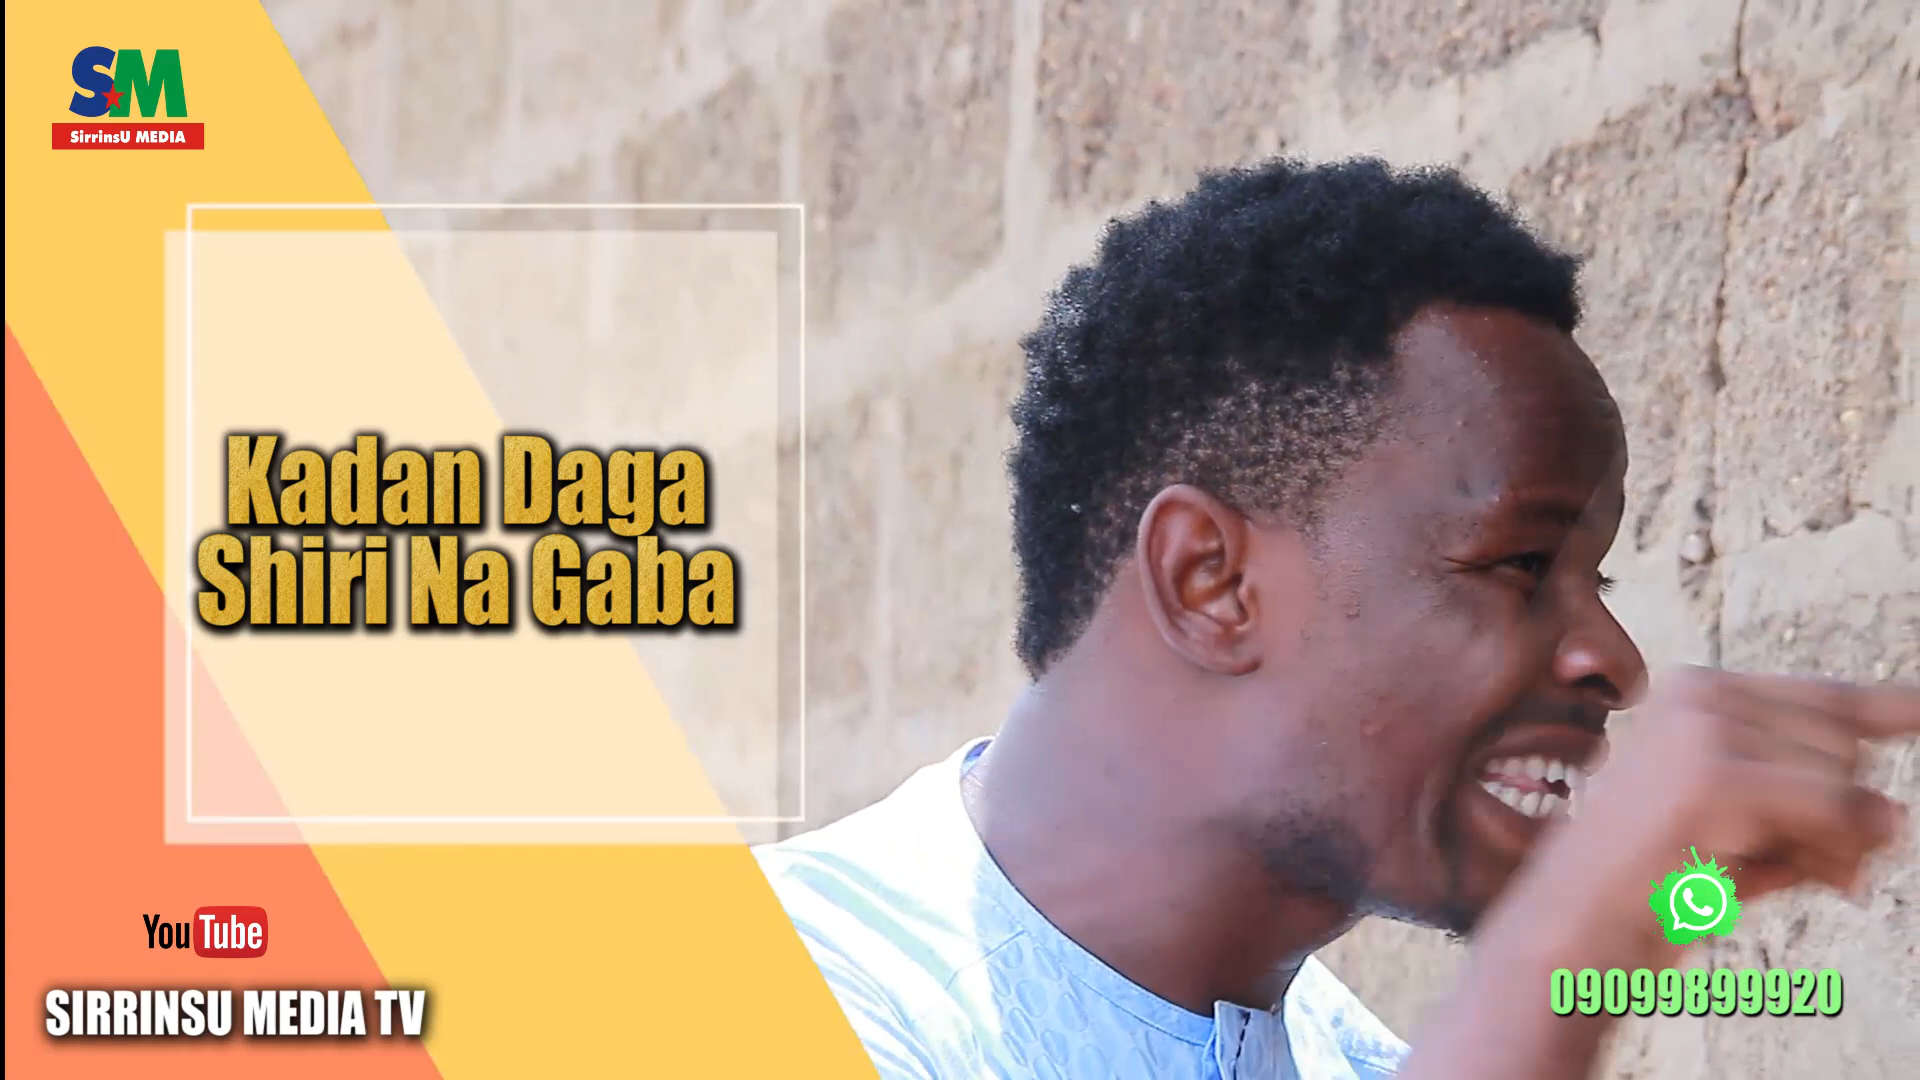 SM
SirrinsU MEDIA
Kadan Daga
Shiri Na Gaba
YouTube
SIRRINSU MEDIA TV
09099899920